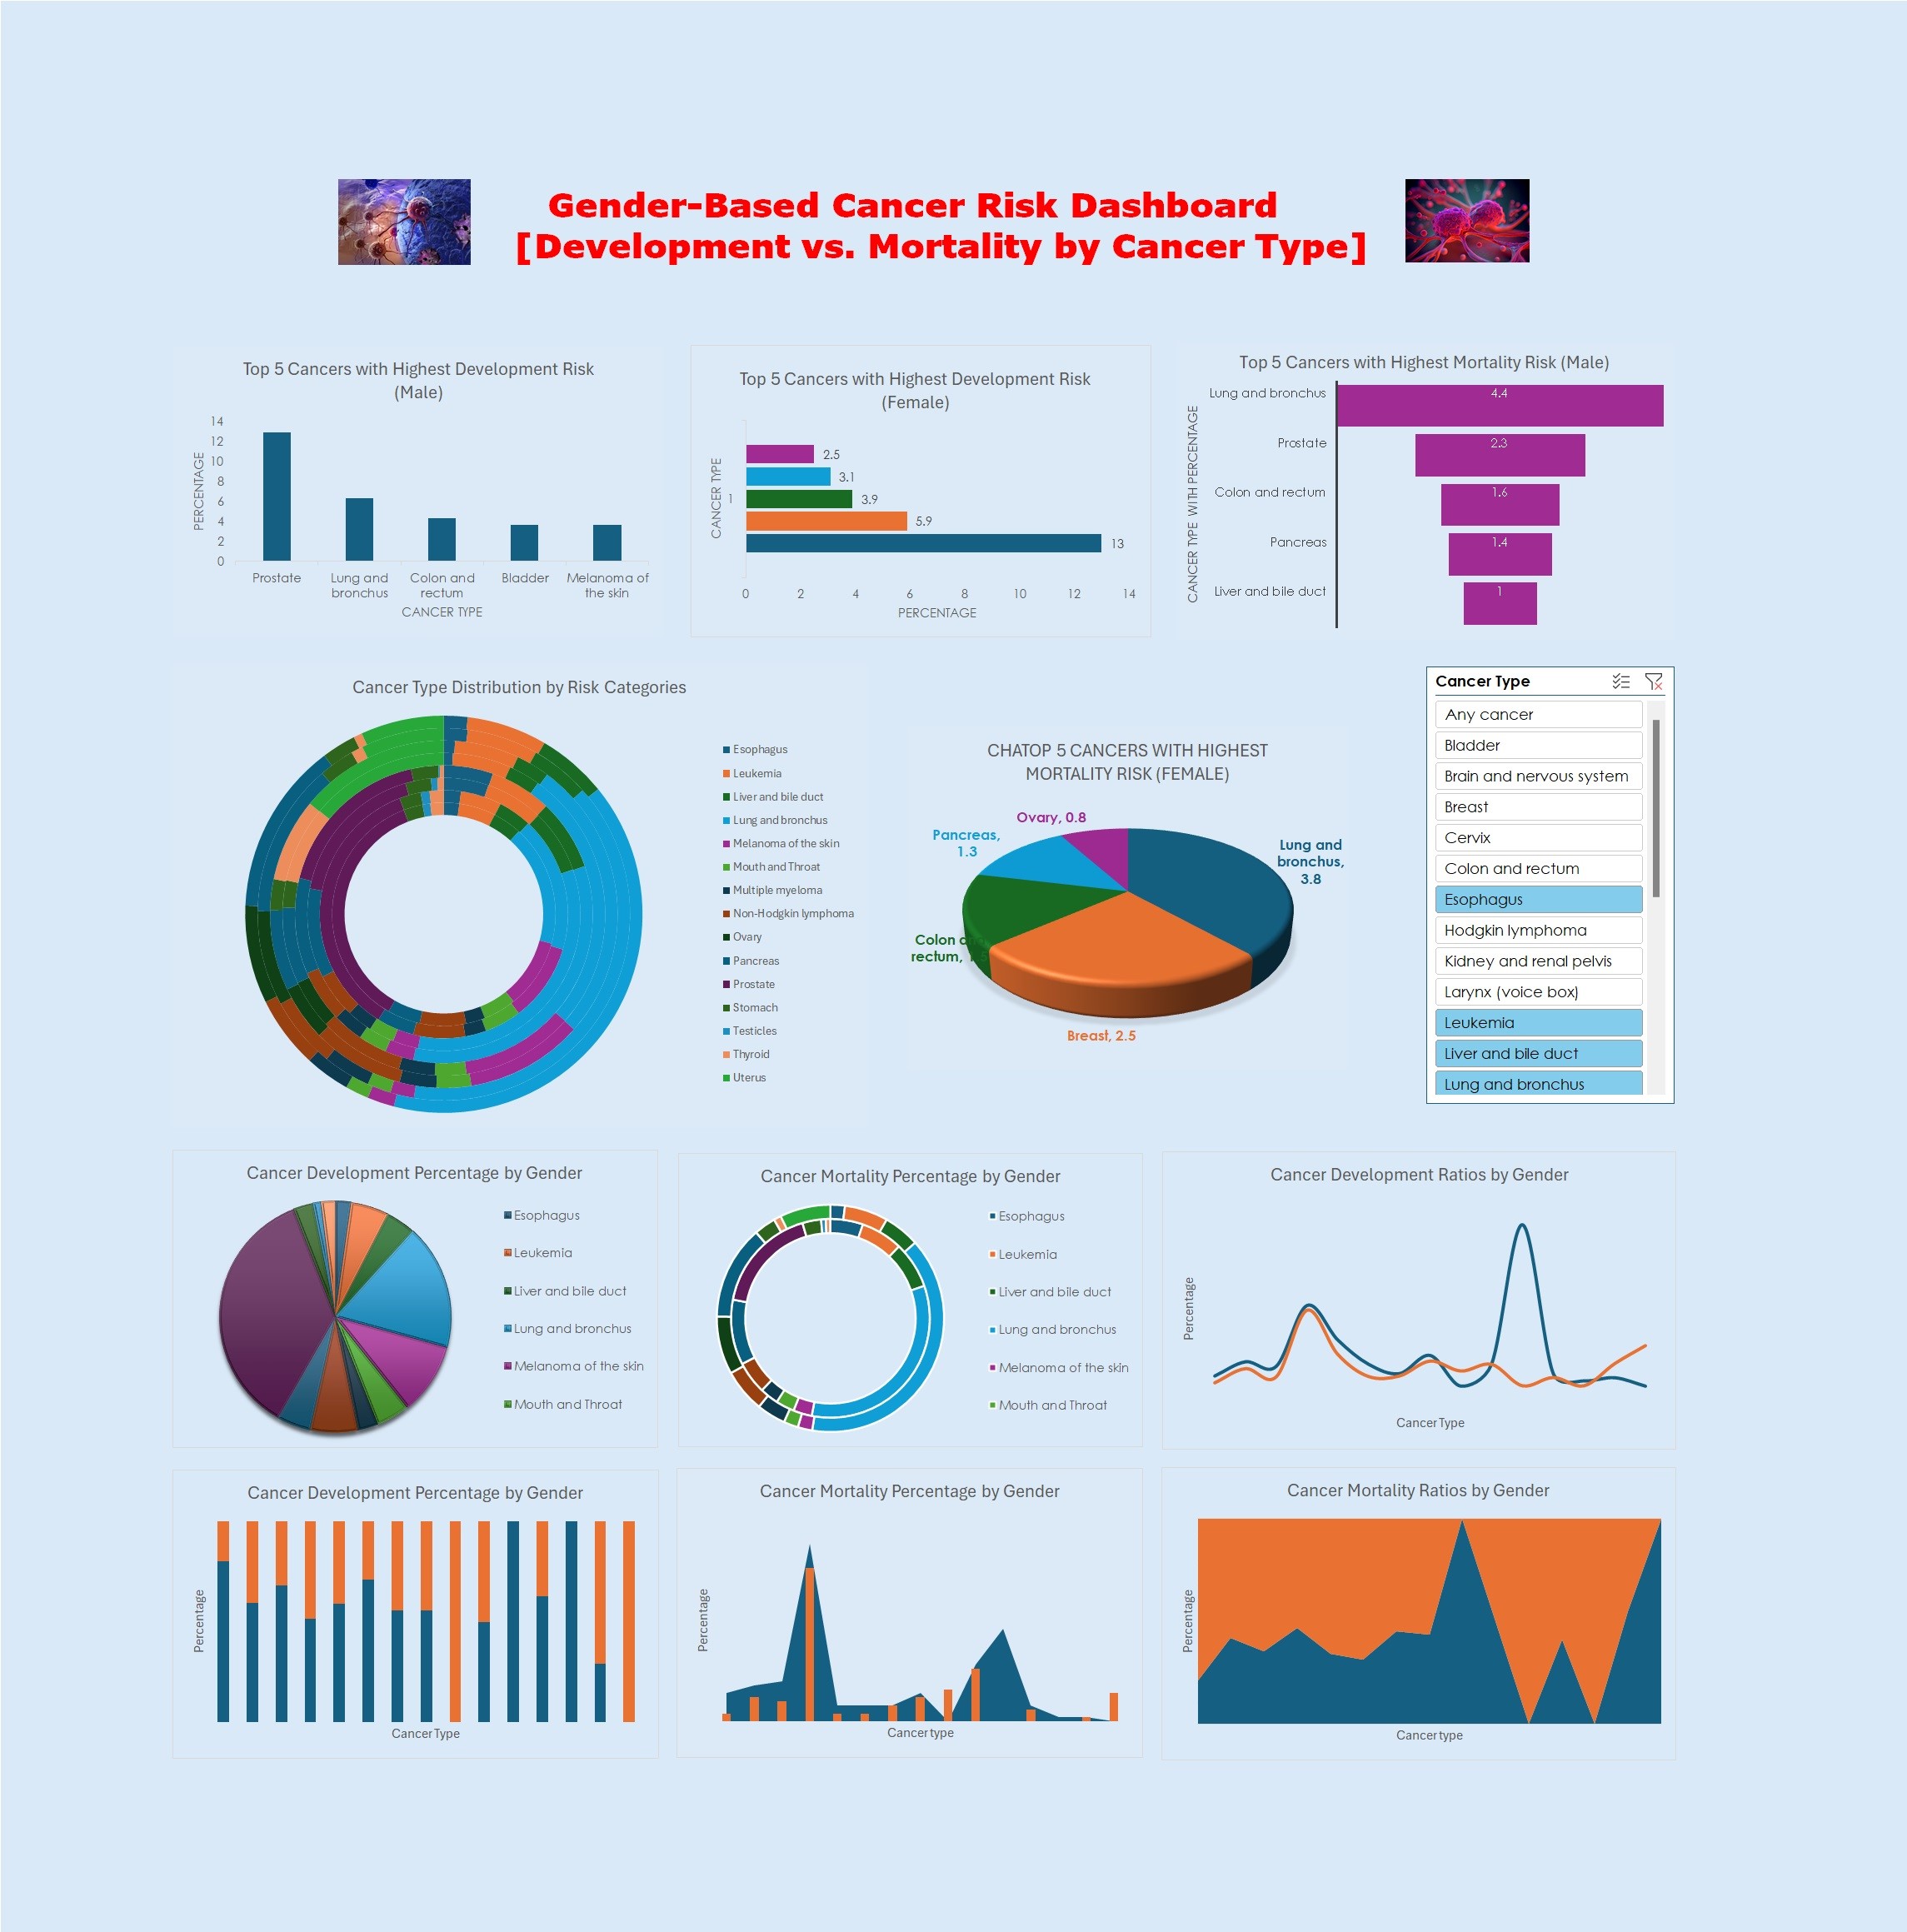 Gender-Based Cancer Risk Dashboard
[Development vs. Mortality by Cancer Type]
Top 5 Cancers with Highest Development Risk
(Male)
PERCENTAGE
14
12
10
8
6
4
2
0
Prostate
Lung and
bronchus
Colon and
rectum
Bladder
Melanoma of
the skin
CANCER TYPE
Top 5 Cancers with Highest Development Risk
(Female)
CANCER TYPE
1
2.5
3.1
3.9
5.9
13
0 2 4 6 8 10 12 14
PERCENTAGE
Top 5 Cancers with Highest Mortality Risk (Male)
CANCER TYPE WITH PERCENTAGE
Lung and bronchus 4.4
Prostate 2.3
Colon and rectum 1.6
Pancreas 1.4
Liver and bile duct 1
Cancer Type Distribution by Risk Categories
Esophagus
Leukemia
Liver and bile duct
Lung and bronchus
Melanoma of the skin
Mouth and Throat
Multiple myeloma
Non-Hodgkin lymphoma
Ovary
Pancreas
Prostate
Stomach
Testicles
Thyroid
Uterus
CHATOP 5 CANCERS WITH HIGHEST
MORTALITY RISK (FEMALE)
Ovary, 0.8
Pancreas,
1.3
Lung and
bronchus,
3.8
Colon
rectum,
Breast, 2.5
Cancer Type
Any cancer
Bladder
Brain and nervous system
Breast
Cervix
Colon and rectum
Esophagus
Hodgkin lymphoma
Kidney and renal pelvis
Larynx (voice box)
Leukemia
Liver and bile duct
Lung and bronchus
Cancer Development Percentage by Gender
Esophagus
Leukemia
Liver and bile duct
Lung and bronchus
Melanoma of the skin
Mouth and Throat
Cancer Mortality Percentage by Gender
Esophagus
Leukemia
Liver and bile duct
Lung and bronchus
Melanoma of the skin
Mouth and Throat
Cancer Development Ratios by Gender
Percentage
Cancer Type
Cancer Development Percentage by Gender
Percentage
Cancer Type
Cancer Mortality Percentage by Gender
Percentage
Cancer type
Cancer Mortality Ratios by Gender
Percentage
Cancer type